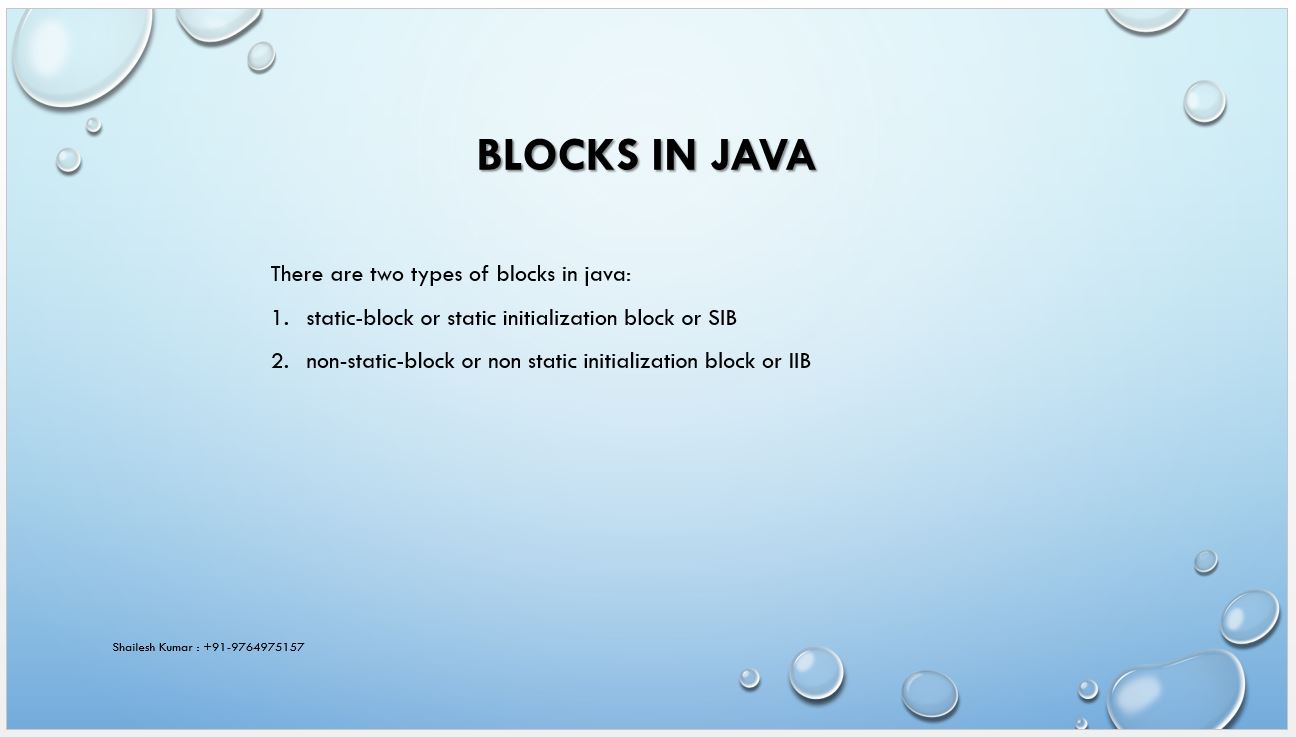 BLOCKS IN JAVA
There are two types of blocks in java:
1. static-block or static initialization block or SIB
2. non-static-block or non static initialization block or IIB
Shailesh Kumar : +91-9764975157